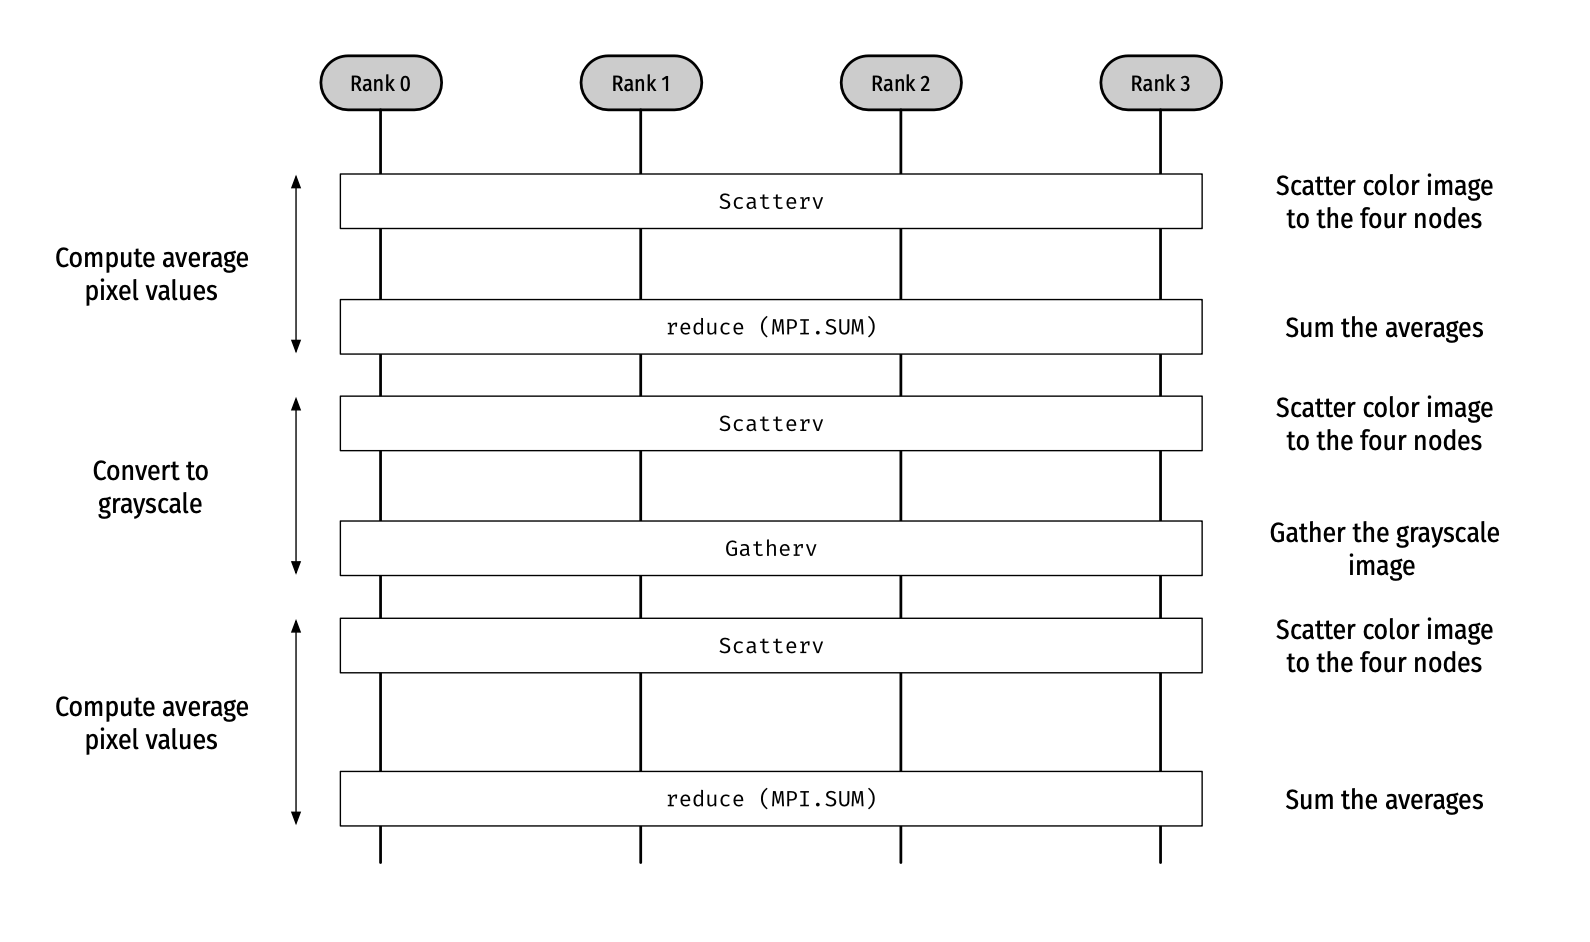 Rank 0
Rank 1
Rank 2
Rank 3
Scatterv
Scatter color image
to the four nodes
Compute average
pixel values
reduce (MPI.SUM)
Sum the averages
Scatterv
Scatter color image
to the four nodes
Convert to
grayscale
Gatherv
Gather the grayscale
image
Scatterv
Scatter color image
to the four nodes
Compute average
pixel values
reduce (MPI.SUM)
Sum the averages